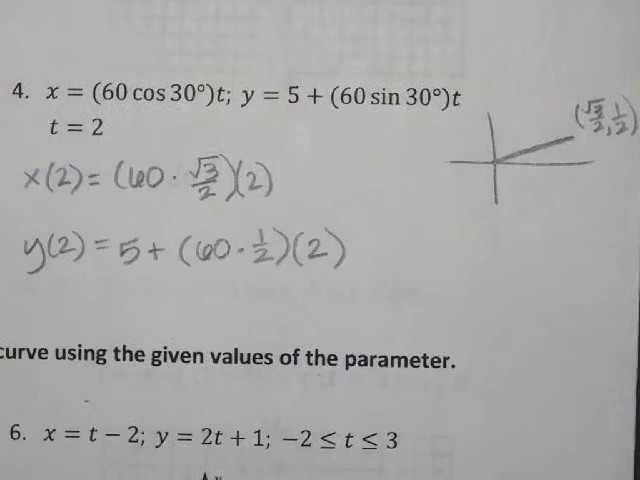 4. x = (60 cos 30°)t; y = 5 + (60 sin 30°)t
t = 2
(√3/2, 1/2)
x(2) = (60 · √3/2)(2)
y(2) = 5 + (60 · 1/2)(2)
curve using the given values of the parameter.
6. x = t − 2; y = 2t + 1; −2 ≤ t ≤ 3